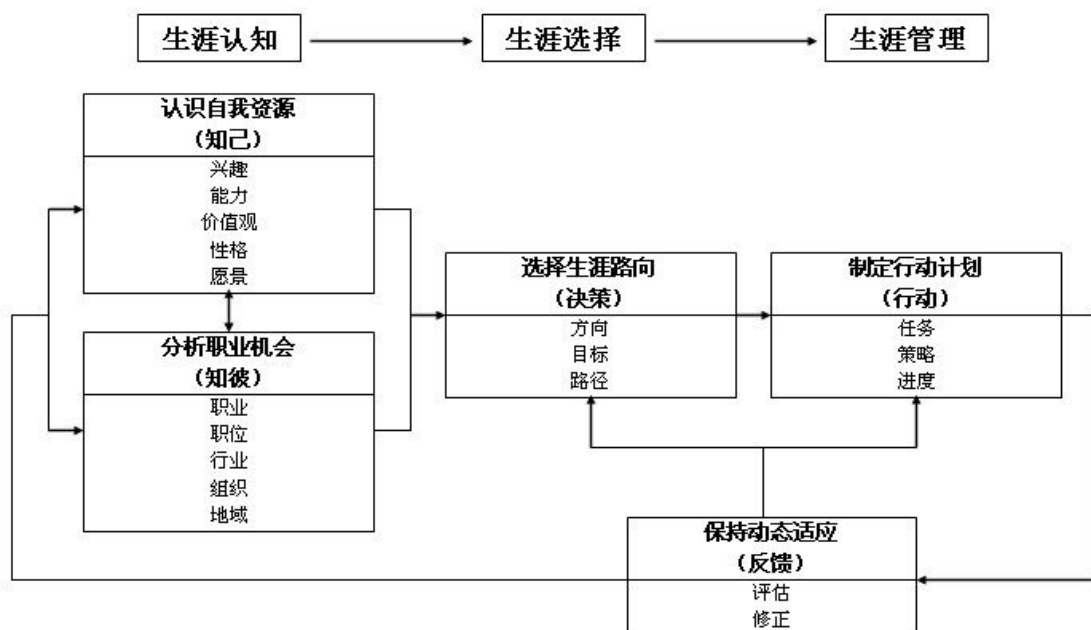 生涯认知
生涯选择
生涯管理
认识自我资源
（知己）
兴趣
能力
价值观
性格
愿景
分析职业机会
（知彼）
职业
职位
行业
组织
地域
选择生涯路向
（决策）
方向
目标
路径
制定行动计划
（行动）
任务
策略
进度
保持动态适应
（反馈）
评估
修正